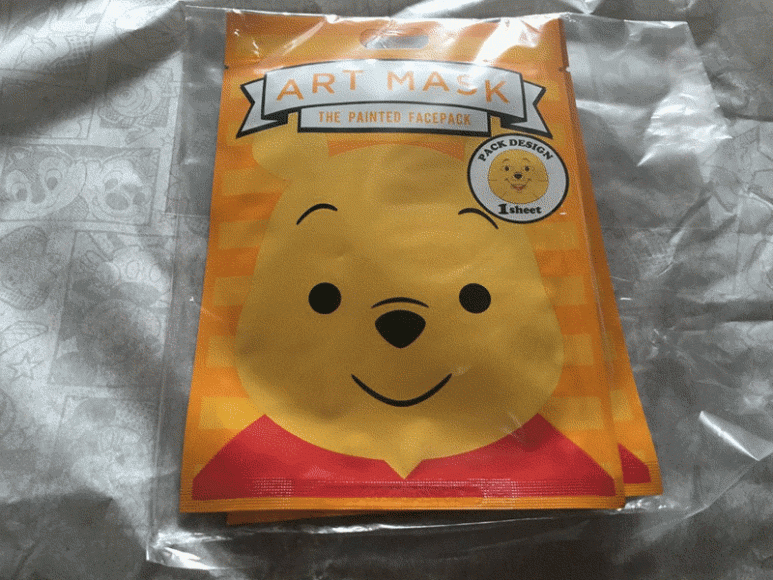 ART MASK
THE PAINTED FACEPACK
PACK DESIGN
1sheet